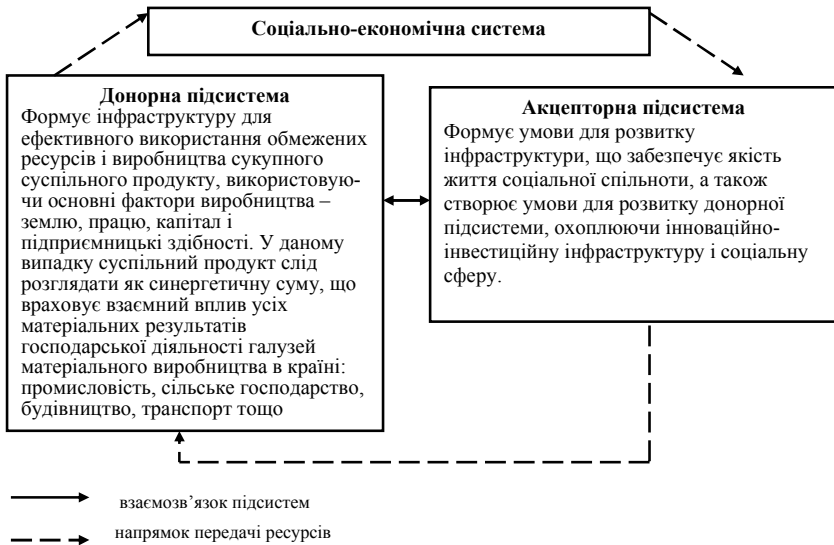 Соціально-економічна система
Донорна підсистема
Формує інфраструктуру для
ефективного використання обмежених
ресурсів і виробництва сукупного
суспільного продукту, використовую-
чи основні фактори виробництва –
землю, працю, капітал і
підприємницькі здібності. У даному
випадку суспільний продукт слід
розглядати як синергетичну суму, що
враховує взаємний вплив усіх
матеріальних результатів
господарської діяльності галузей
матеріального виробництва в країні:
промисловість, сільське господарство,
будівництво, транспорт тощо
Акцепторна підсистема
Формує умови для розвитку
інфраструктури, що забезпечує якість
життя соціальної спільноти, а також
створює умови для розвитку донорної
підсистеми, охоплюючи інноваційно-
інвестиційну інфраструктуру і соціальну
сферу.
взаємозв’язок підсистем
напрямок передачі ресурсів